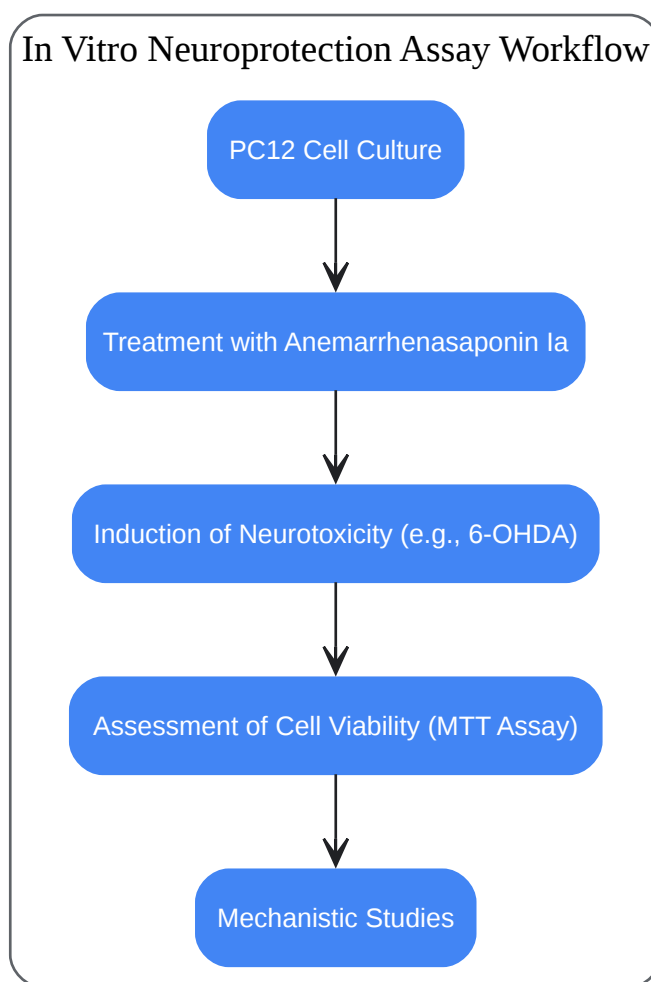 In Vitro Neuroprotection Assay Workflow
PC12 Cell Culture
Treatment with Anemarrhenasaponin Ia
Induction of Neurotoxicity (e.g., 6-OHDA)
Assessment of Cell Viability (MTT Assay)
Mechanistic Studies